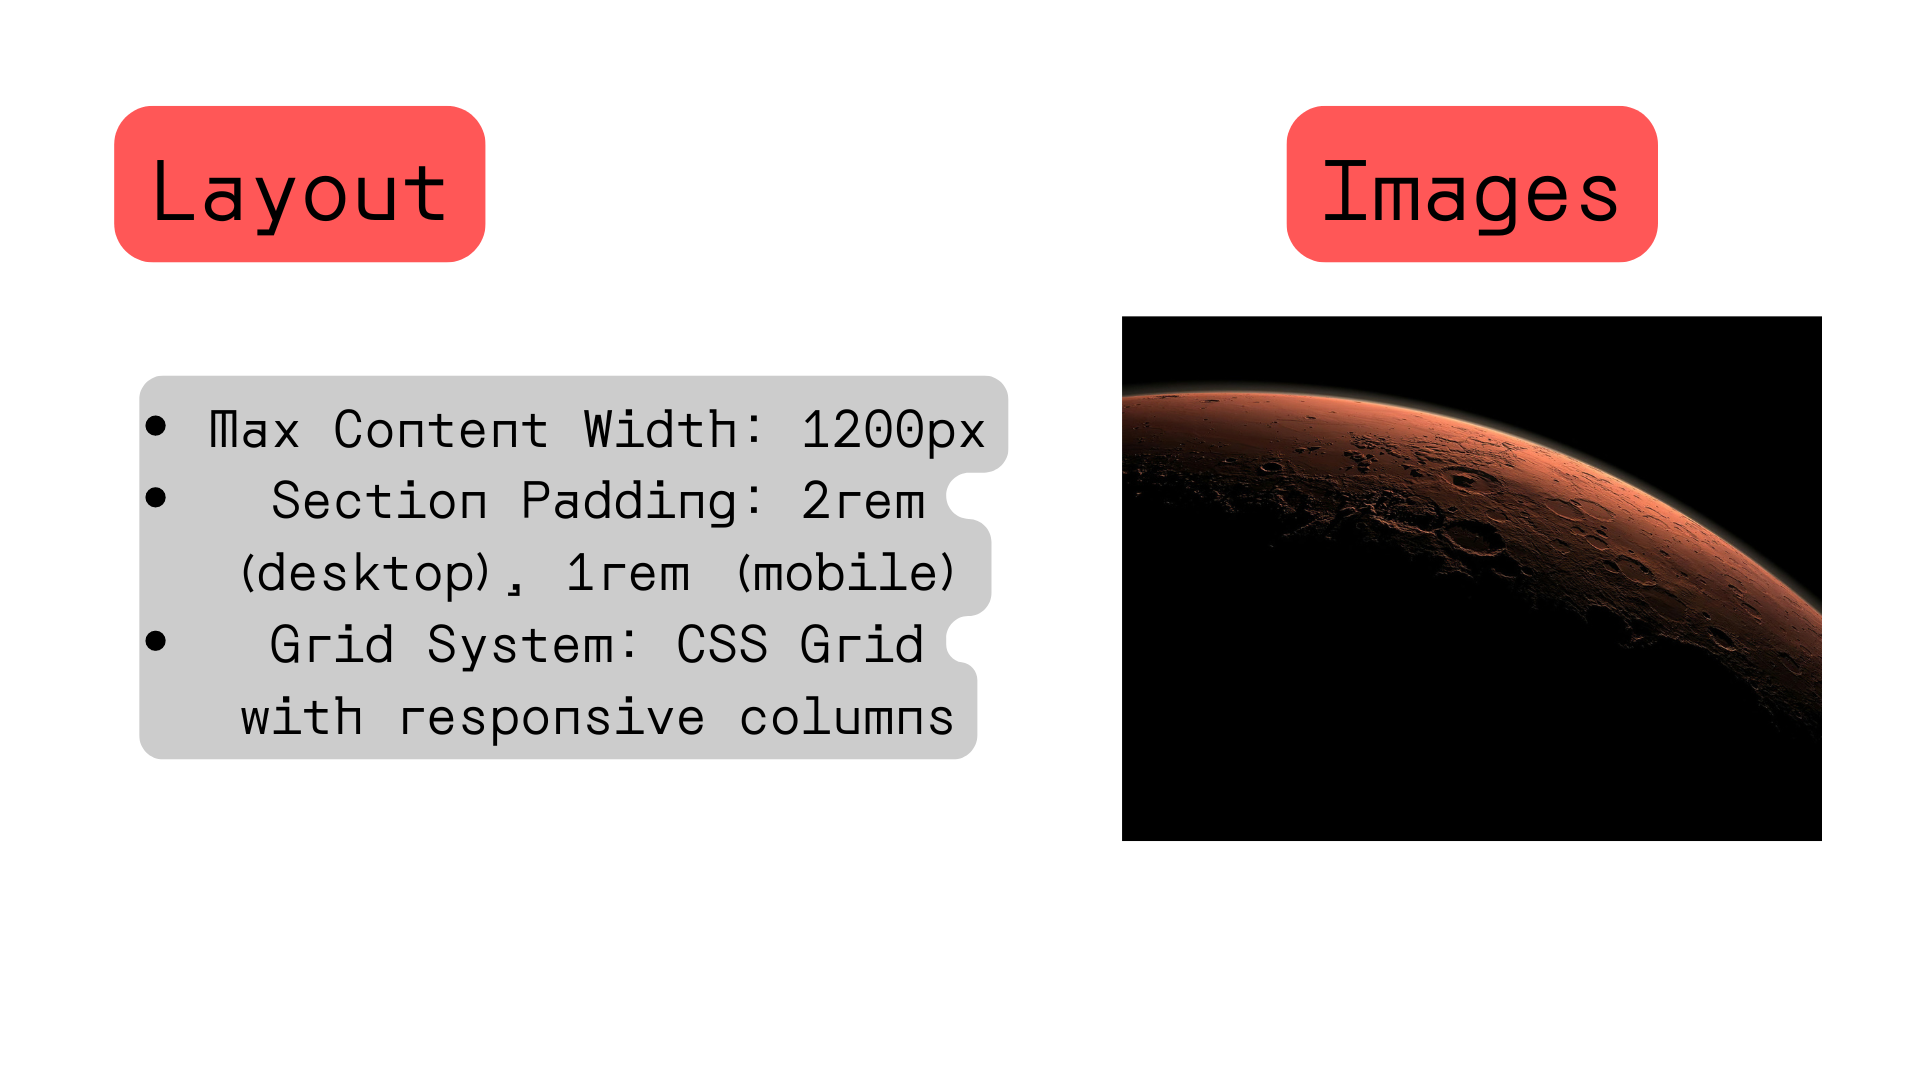 Layout
Images
• Max Content Width: 1200px
• Section Padding: 2rem
(desktop), 1rem (mobile)
• Grid System: CSS Grid
with responsive columns